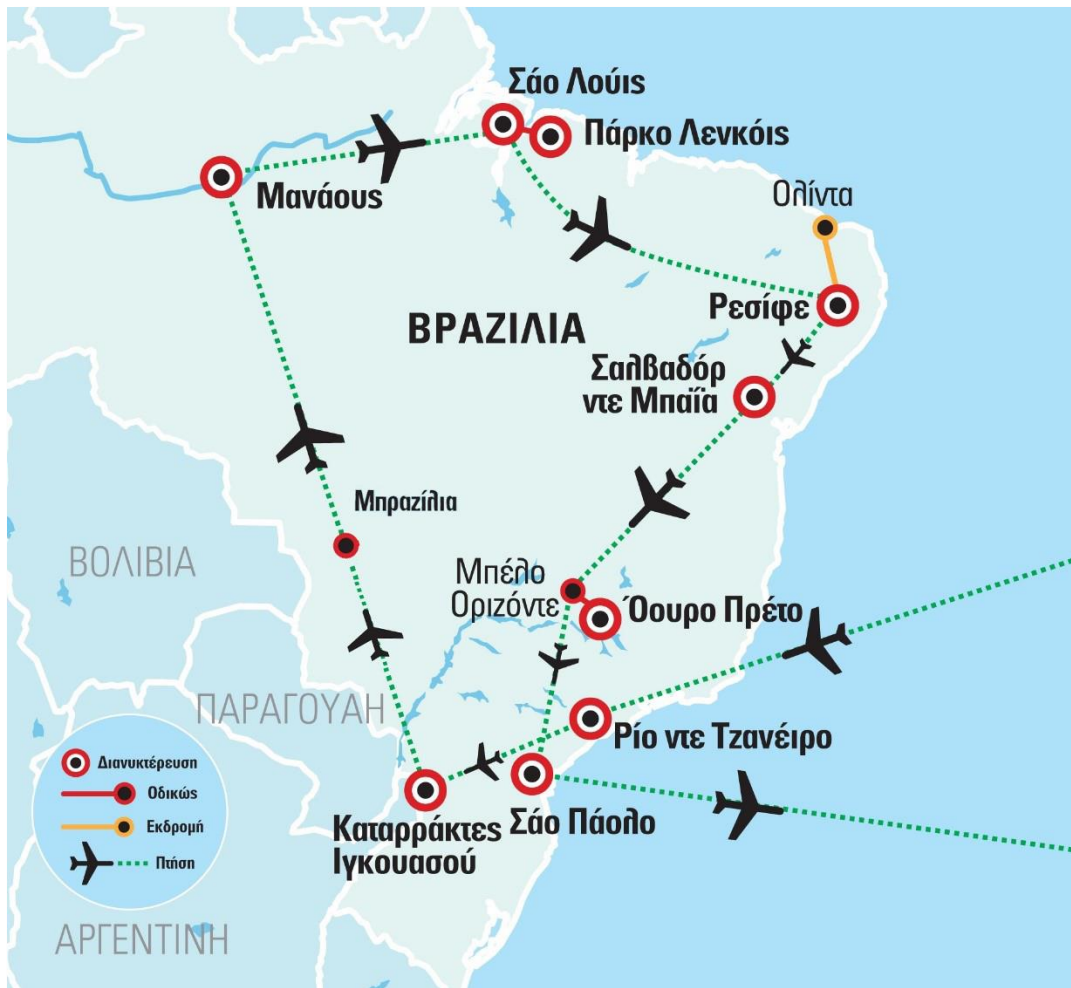 Σάο Λούις
Πάρκο Λενκόις
Μανάους
Ολίντα
Ρεσίφε
ΒΡΑΖΙΛΙΑ
Σαλβαδόρ
ντε Μπαΐα
Μπραζίλια
ΒΟΛΙΒΙΑ
Μπέλο
Οριζόντε
Όουρο Πρέτο
ΠΑΡΑΓΟΥΑΗ
Ρίο ντε Τζανέιρο
Διανυκτέρευση
Οδικώς
Εκδρομή
Πτήση
Καταρράκτες
Ιγκουασού
Σάο Πάολο
ΑΡΓΕΝΤΙΝΗ